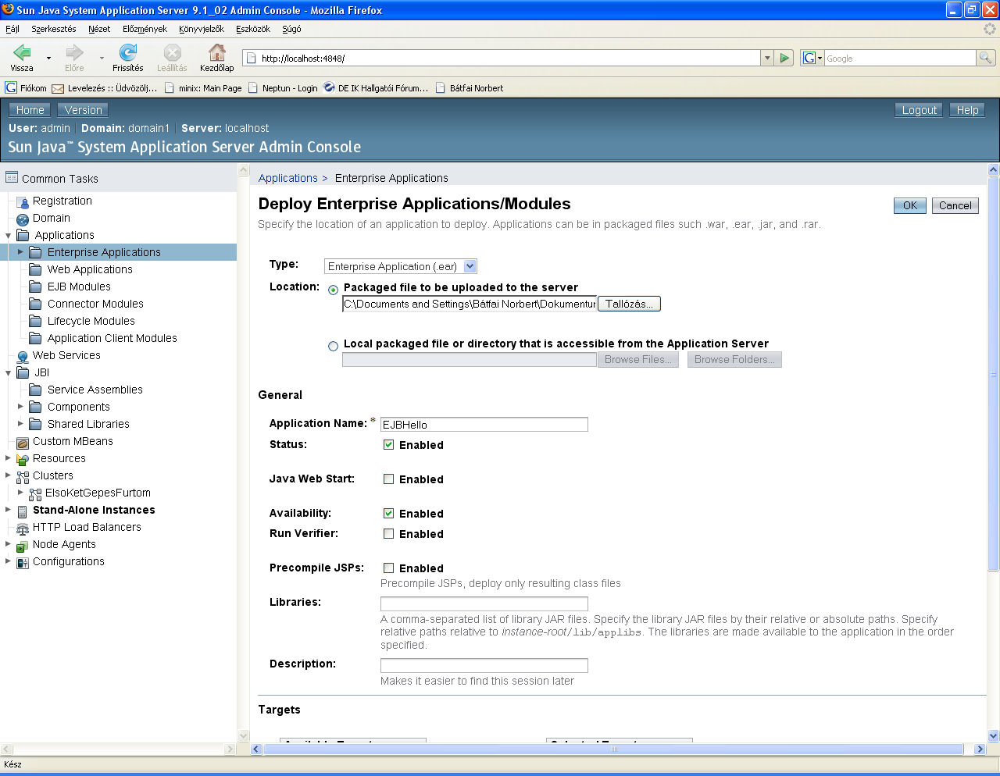 Sun Java System Application Server 9.1_02 Admin Console - Mozilla Firefox
Fájl Szerkesztés Nézet Előzmények Könyvjelzők Eszközök Súgó
Vissza Előre Frissítés Leállítás Kezdőlap http://localhost:4848/ G Google
G Fiókom Levelezés :: Üdvözölj... minix: Main Page Neptun - Login DE IK Hallgatói Fórum... Bátfai Norbert
Home Version Logout Help
User: admin Domain: domain1 Server: localhost
Sun Java™ System Application Server Admin Console
Common Tasks
Registration
Domain
Applications
Enterprise Applications
Web Applications
EJB Modules
Connector Modules
Lifecycle Modules
Application Client Modules
Web Services
JBI
Service Assemblies
Components
Shared Libraries
Custom MBeans
Resources
Clusters
ElsoKetGepesFurtom
Stand-Alone Instances
HTTP Load Balancers
Node Agents
Configurations
Applications > Enterprise Applications
Deploy Enterprise Applications/Modules OK Cancel
Specify the location of an application to deploy. Applications can be in packaged files such .war, .ear, .jar, and .rar.
Type: Enterprise Application (.ear)
Location: Packaged file to be uploaded to the server
C:\Documents and Settings\Bátfai Norbert\Dokumentur Tallózás...
Local packaged file or directory that is accessible from the Application Server
Browse Files... Browse Folders...
General
Application Name: * EJBHello
Status: Enabled
Java Web Start: Enabled
Availability: Enabled
Run Verifier: Enabled
Precompile JSPs: Enabled
Precompile JSPs, deploy only resulting class files
Libraries:
A comma-separated list of library JAR files. Specify the library JAR files by their relative or absolute paths. Specify
relative paths relative to instance-root/lib/applibs. The libraries are made available to the application in the order
specified.
Description:
Makes it easier to find this session later
Targets
Kész